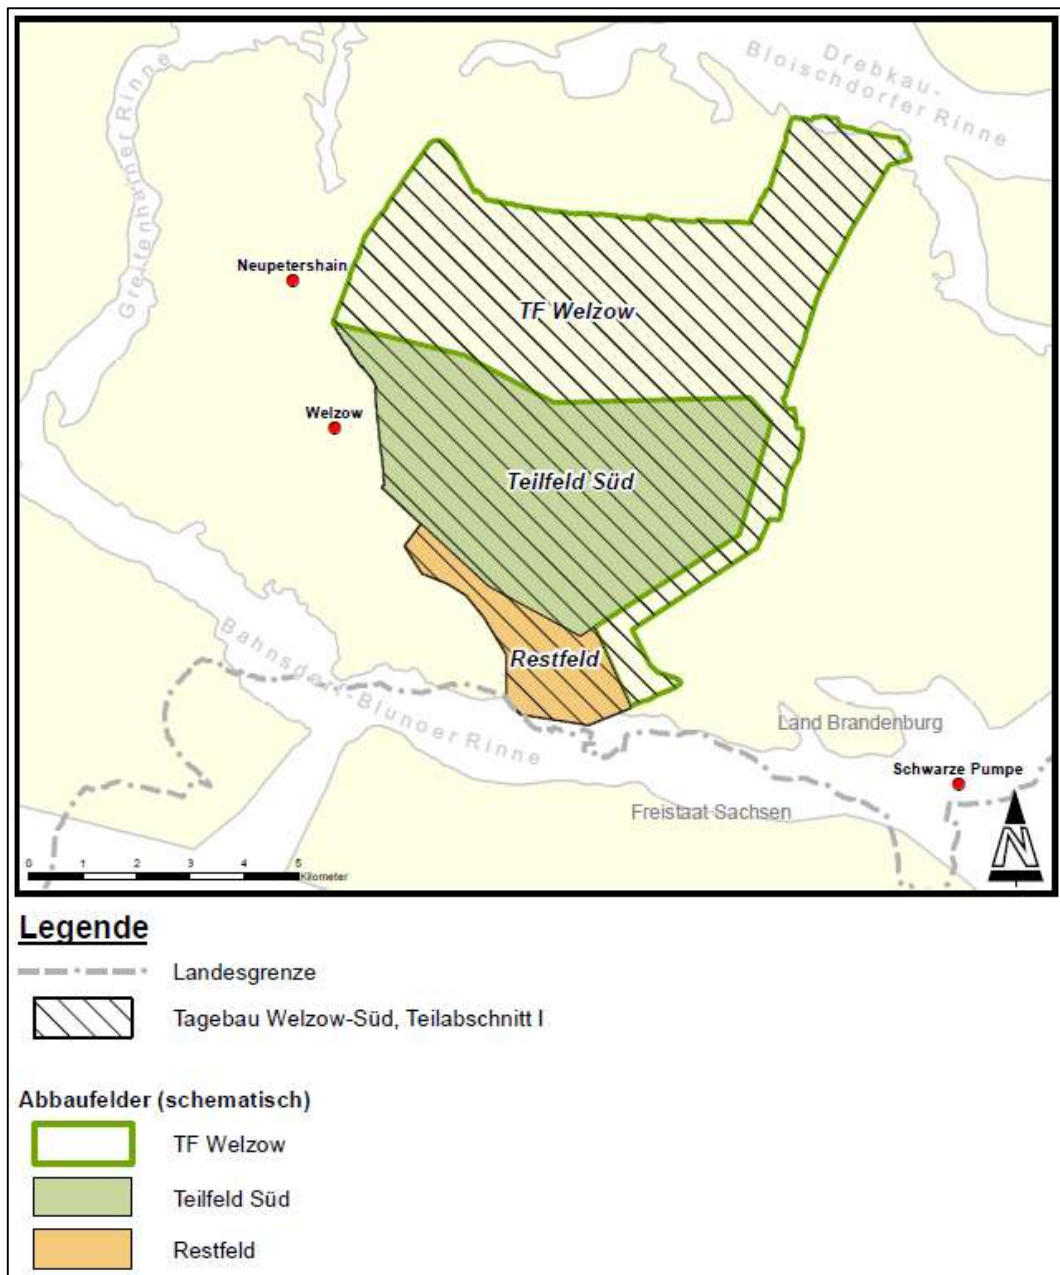 Drebkau-
Bloischdorfer Rinne
Greifenhainer Rinne
Neupetershain
TF Welzow
Welzow
Teilfeld Süd
Restfeld
Bahnsdorf-Blunoer Rinne
Land Brandenburg
Schwarze Pumpe
Freistaat Sachsen
N
0 1 2 3 4 5
Kilometer
Legende
Landesgrenze
Tagebau Welzow-Süd, Teilabschnitt I
Abbaufelder (schematisch)
TF Welzow
Teilfeld Süd
Restfeld